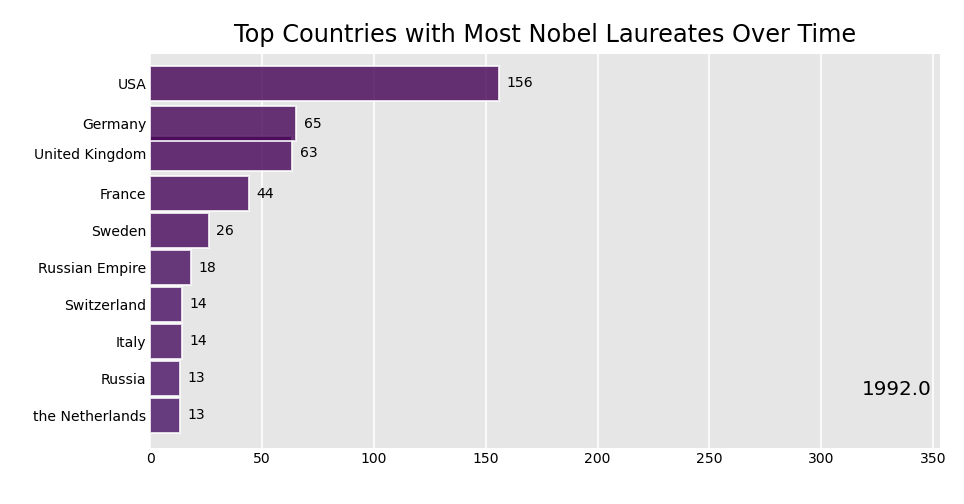 Top Countries with Most Nobel Laureates Over Time
USA 156
Germany 65
United Kingdom 63
France 44
Sweden 26
Russian Empire 18
Switzerland 14
Italy 14
Russia 13
1992.0
the Netherlands 13
0 50 100 150 200 250 300 350